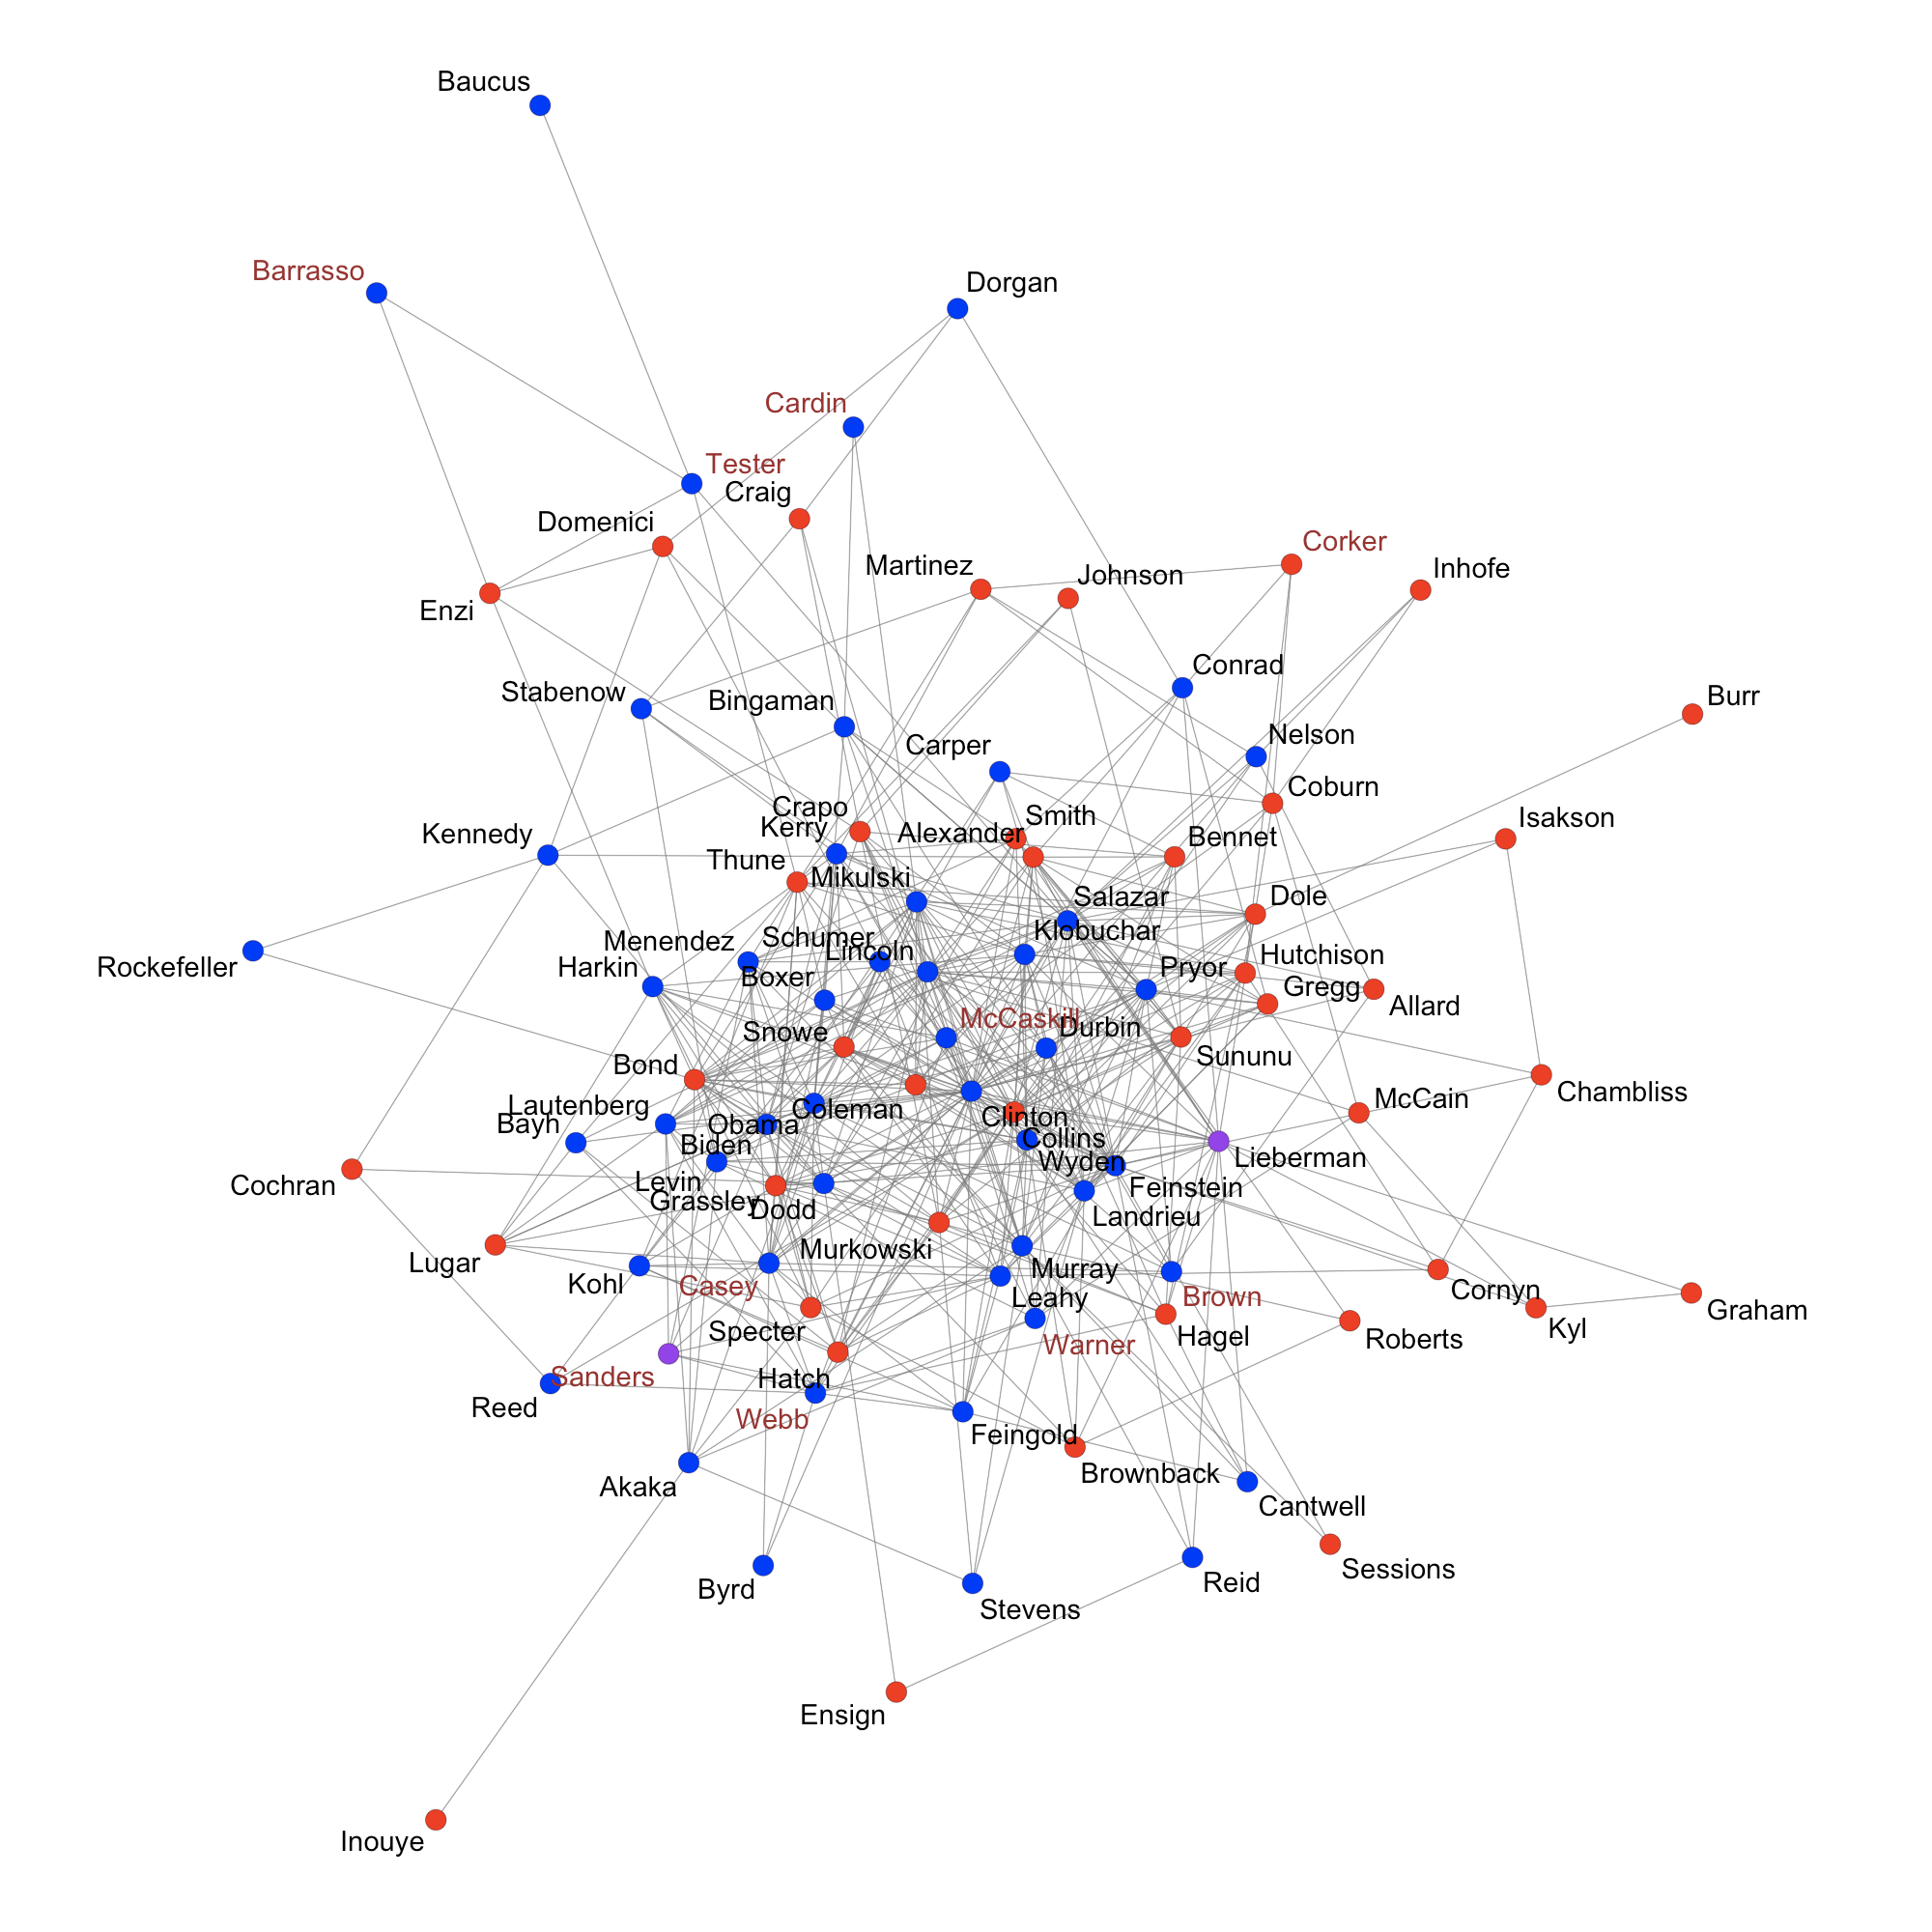 Baucus
Barrasso
Dorgan
Cardin
Tester
Craig
Domenici
Corker
Martinez
Johnson
Inhofe
Enzi
Conrad
Stabenow
Bingaman
Burr
Nelson
Carper
Coburn
Crapo
Smith
Isakson
Kerry
Alexander
Kennedy
Bennet
Thune
Mikulski
Dole
Salazar
Klobuchar
Schumer
Menendez
Lincoln
Hutchison
Rockefeller
Harkin
Boxer
Pryor
Gregg
Allard
McCaskill
Durbin
Snowe
Sununu
Bond
Chambliss
McCain
Lautenberg
Coleman
Clinton
Bayh
Obama
Collins
Biden
Lieberman
Wyden
Cochran
Levin
Feinstein
Grassley
Dodd
Landrieu
Murkowski
Lugar
Murray
Kohl
Casey
Leahy
Brown
Cornyn
Graham
Specter
Hagel
Kyl
Roberts
Warner
Sanders
Hatch
Reed
Webb
Feingold
Brownback
Akaka
Cantwell
Sessions
Byrd
Reid
Stevens
Ensign
Inouye